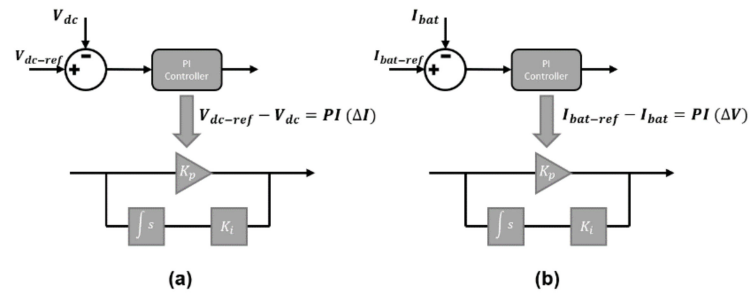 V_dc
V_dc-ref
PI
Controller
V_dc-ref − V_dc = PI (ΔI)
K_p
∫ s
K_i
(a)
I_bat
I_bat-ref
PI
Controller
I_bat-ref − I_bat = PI (ΔV)
K_p
∫ s
K_i
(b)